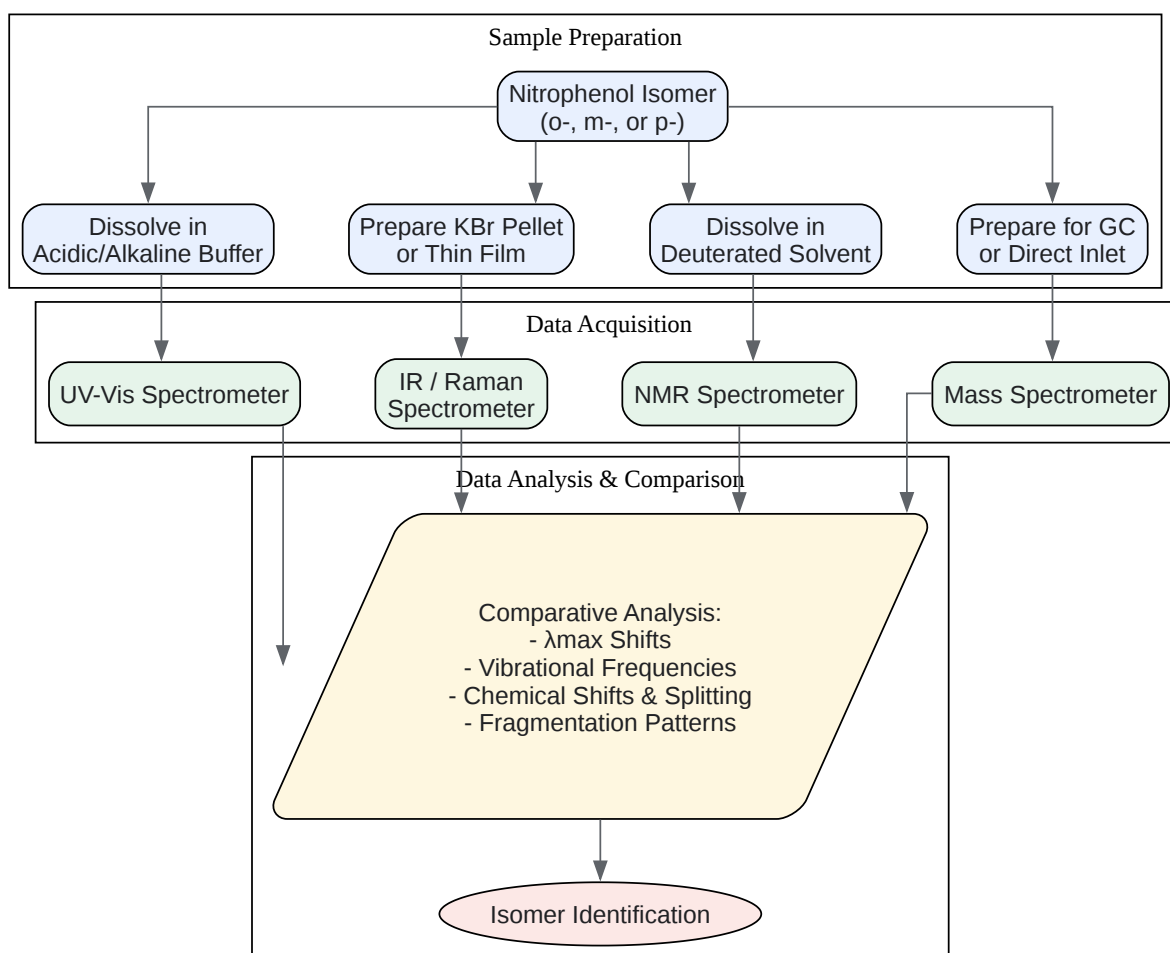 Sample Preparation
Nitrophenol Isomer
(o-, m-, or p-)
Dissolve in
Acidic/Alkaline Buffer
Prepare KBr Pellet
or Thin Film
Dissolve in
Deuterated Solvent
Prepare for GC
or Direct Inlet
Data Acquisition
UV-Vis Spectrometer
IR / Raman
Spectrometer
NMR Spectrometer
Mass Spectrometer
Data Analysis & Comparison
Comparative Analysis:
- λmax Shifts
- Vibrational Frequencies
- Chemical Shifts & Splitting
- Fragmentation Patterns
Isomer Identification